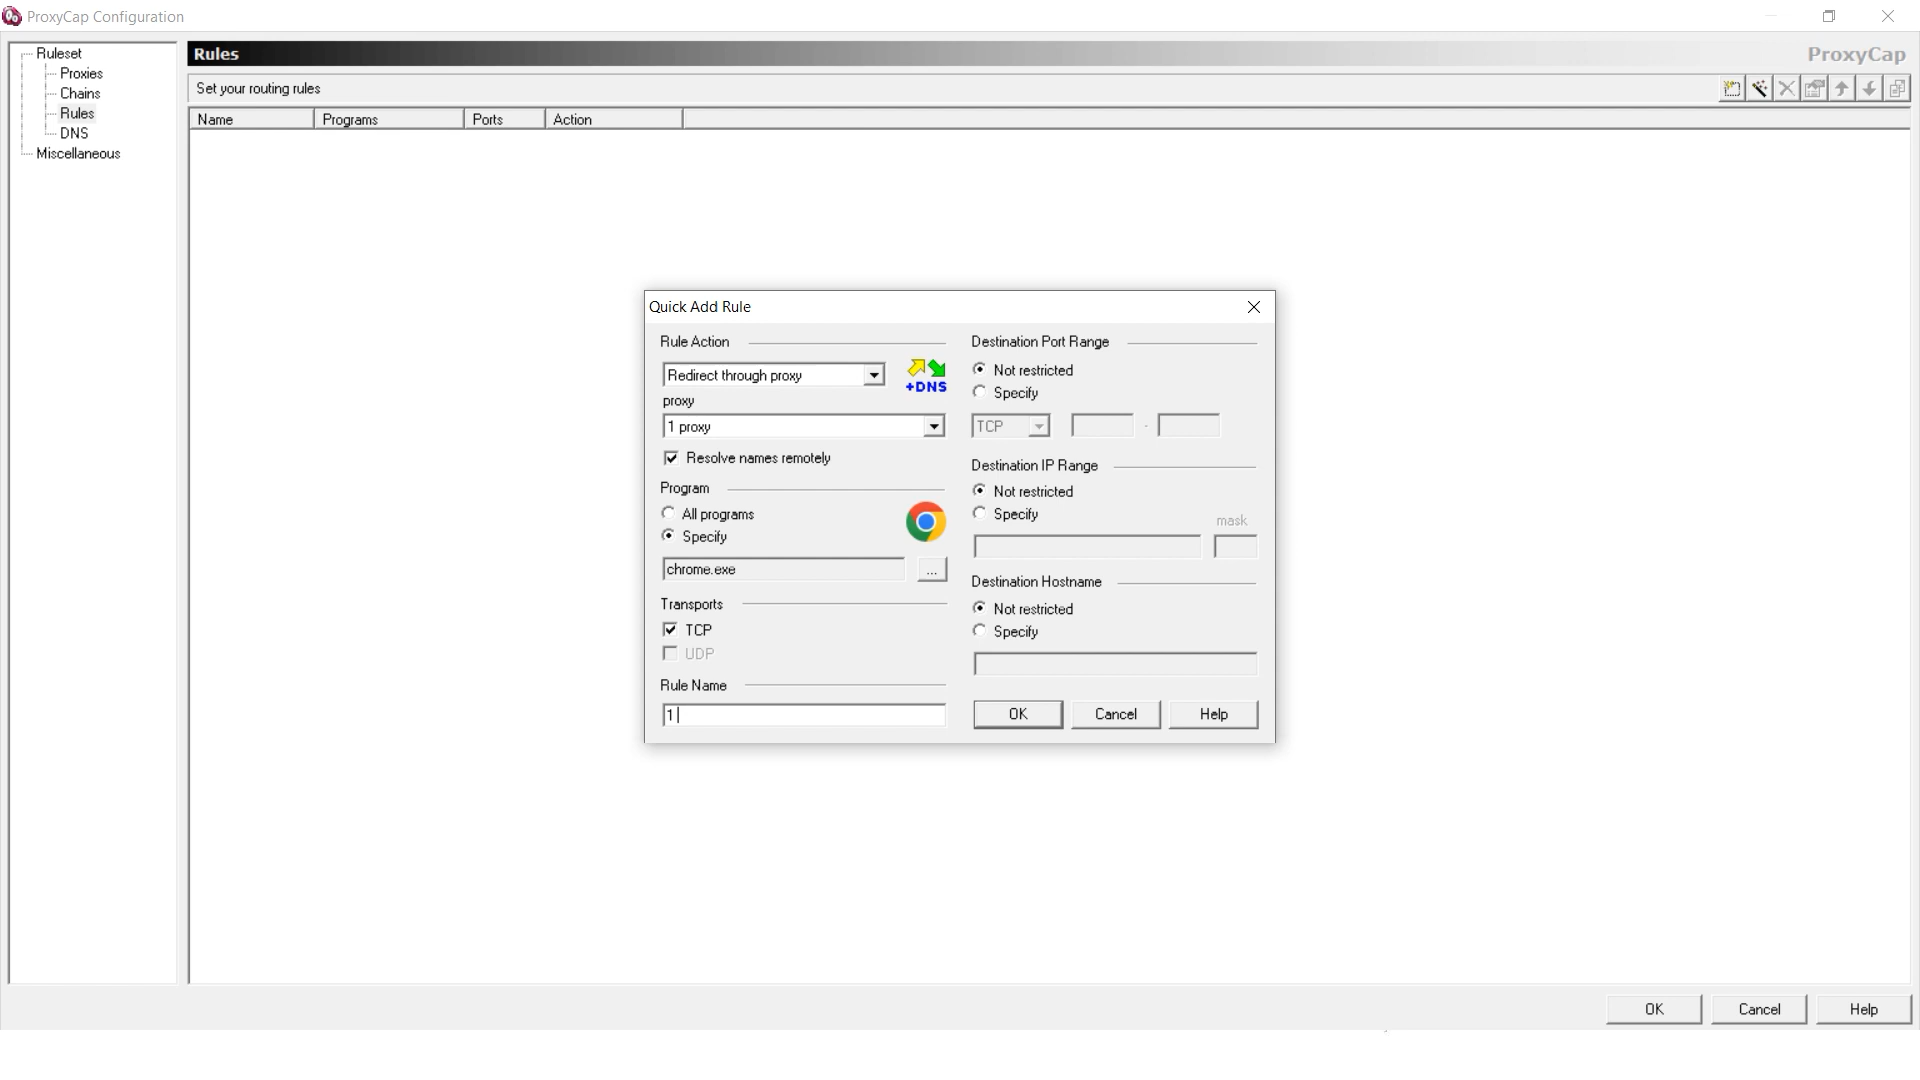 ProxyCap Configuration
Ruleset
Proxies
Chains
Rules
DNS
Miscellaneous
Rules
ProxyCap
Set your routing rules
Name Programs Ports Action
Quick Add Rule
Rule Action
Redirect through proxy
+DNS
proxy
1 proxy
Resolve names remotely
Program
All programs
Specify
chrome.exe
...
Transports
TCP
UDP
Rule Name
1
Destination Port Range
Not restricted
Specify
TCP
-
Destination IP Range
Not restricted
Specify
mask
Destination Hostname
Not restricted
Specify
OK Cancel Help
OK Cancel Help